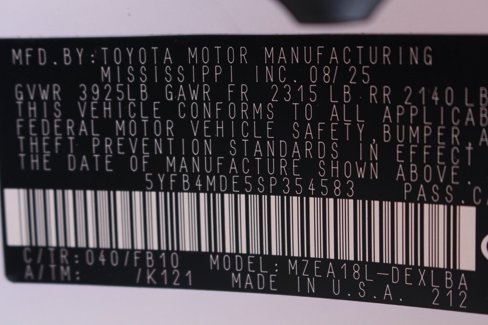 MFD.BY:TOYOTA MOTOR MANUFACTURING
MISSISSIPPI INC. 08/25
GVWR 3925LB GAWR FR 2315 LB RR 2140 LB
THIS VEHICLE CONFORMS TO ALL APPLICAB
FEDERAL MOTOR VEHICLE SAFETY,BUMPER,A
THEFT PREVENTION STANDARDS IN EFFECT
THE DATE OF MANUFACTURE SHOWN ABOVE.
5YFB4MDE5SP354583 PASS.CA
C/TR:040/FB10 MODEL:MZEA18L-DEXLBA
A/TM: /K121 MADE IN U.S.A. 212